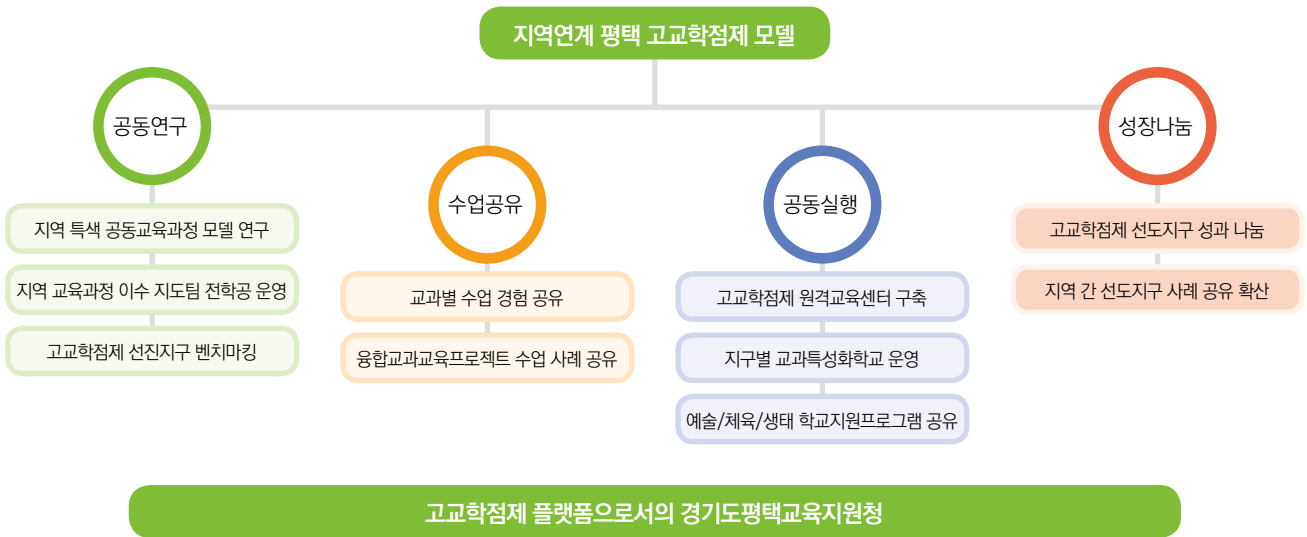 지역연계 평택 고교학점제 모델
공동연구
지역 특색 공동교육과정 모델 연구
지역 교육과정 이수 지도팀 전학공 운영
고교학점제 선진지구 벤치마킹
수업공유
교과별 수업 경험 공유
융합교과교육프로젝트 수업 사례 공유
공동실행
고교학점제 원격교육센터 구축
지구별 교과특성화학교 운영
예술/체육/생태 학교지원프로그램 공유
성장나눔
고교학점제 선도지구 성과 나눔
지역 간 선도지구 사례 공유 확산
고교학점제 플랫폼으로서의 경기도평택교육지원청